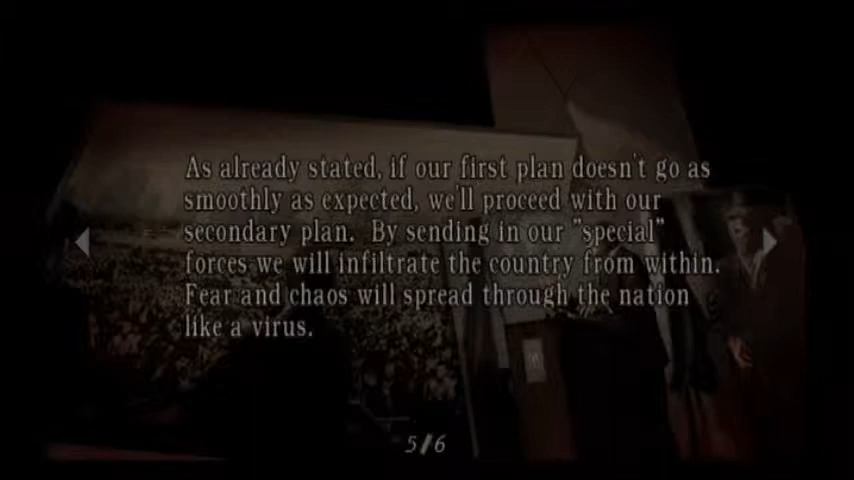 As already stated, if our first plan doesn't go as
smoothly as expected, we'll proceed with our
secondary plan.  By sending in our "special"
forces we will infiltrate the country from within.
Fear and chaos will spread through the nation
like a virus.
5/6